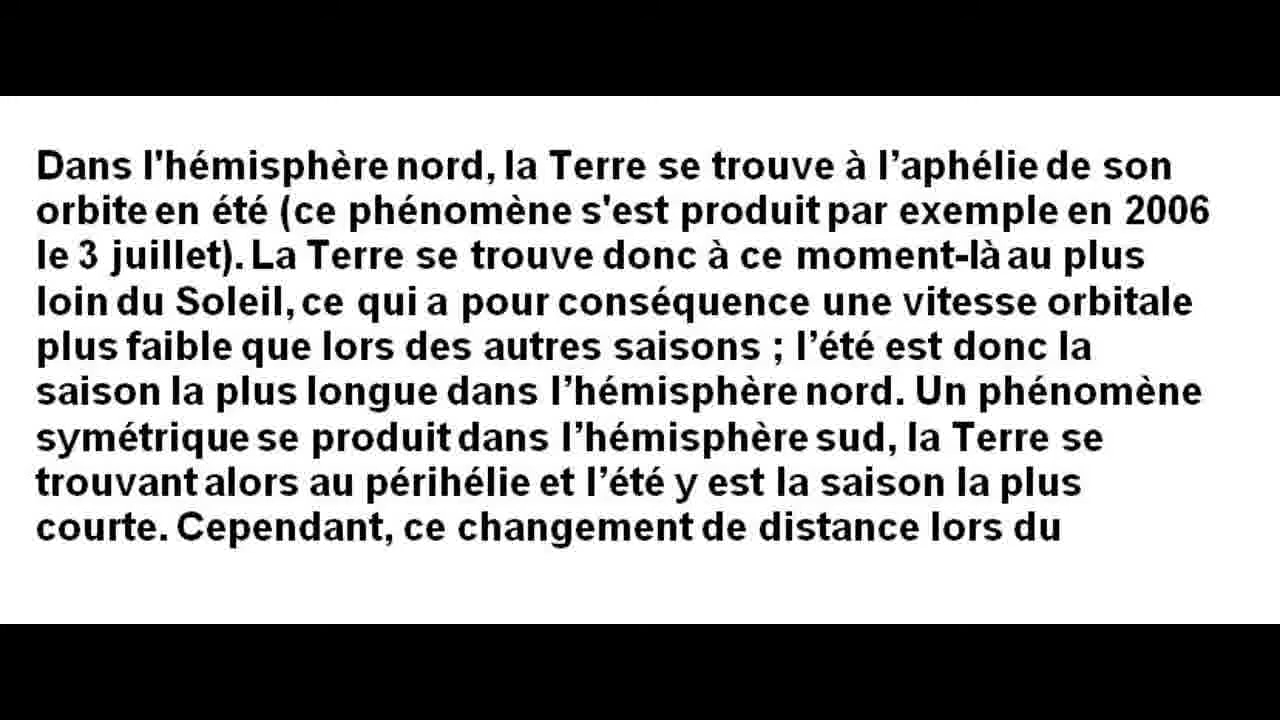 Dans l'hémisphère nord, la Terre se trouve à l’aphélie de son
orbite en été (ce phénomène s'est produit par exemple en 2006
le 3 juillet). La Terre se trouve donc à ce moment-là au plus
loin du Soleil, ce qui a pour conséquence une vitesse orbitale
plus faible que lors des autres saisons ; l’été est donc la
saison la plus longue dans l’hémisphère nord. Un phénomène
symétrique se produit dans l’hémisphère sud, la Terre se
trouvant alors au périhélie et l’été y est la saison la plus
courte. Cependant, ce changement de distance lors du